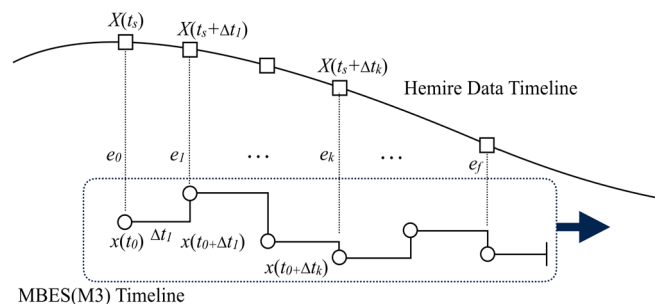 X(ts)
X(ts+Δt1)
X(ts+Δtk)
Hemire Data Timeline
e0 e1 ... ek ... ef
x(t0) Δt1 x(t0+Δt1) x(t0+Δtk)
MBES(M3) Timeline